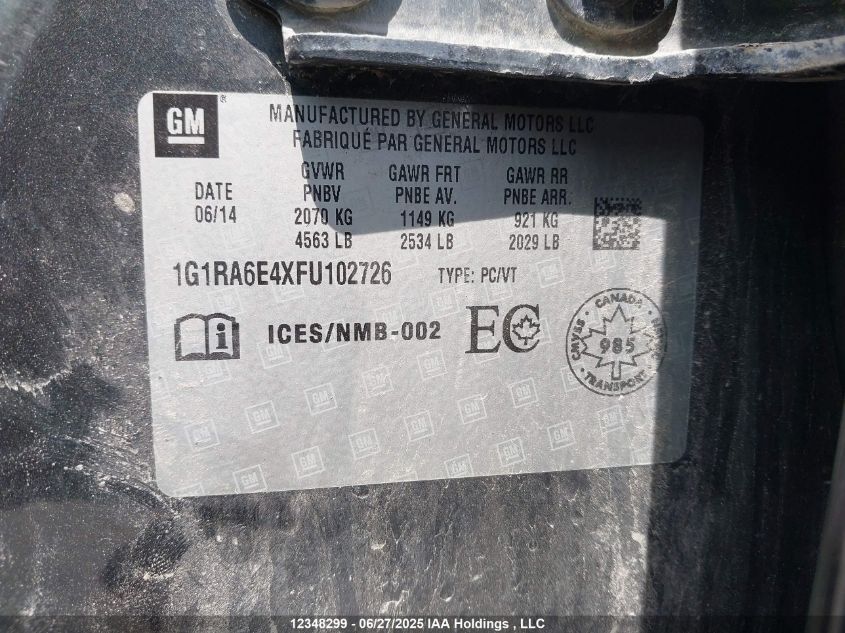 GM ®
MANUFACTURED BY GENERAL MOTORS LLC
FABRIQUÉ PAR GENERAL MOTORS LLC
DATE
06/14
GVWR
PNBV
2070 KG
4563 LB
GAWR FRT
PNBE AV.
1149 KG
2534 LB
GAWR RR
PNBE ARR.
921 KG
2029 LB
1G1RA6E4XFU102726 TYPE: PC/VT
i ICES/NMB-002 EC
CANADA
CMVSS
985
TRANSPORT
12348299 - 06/27/2025 IAA Holdings , LLC